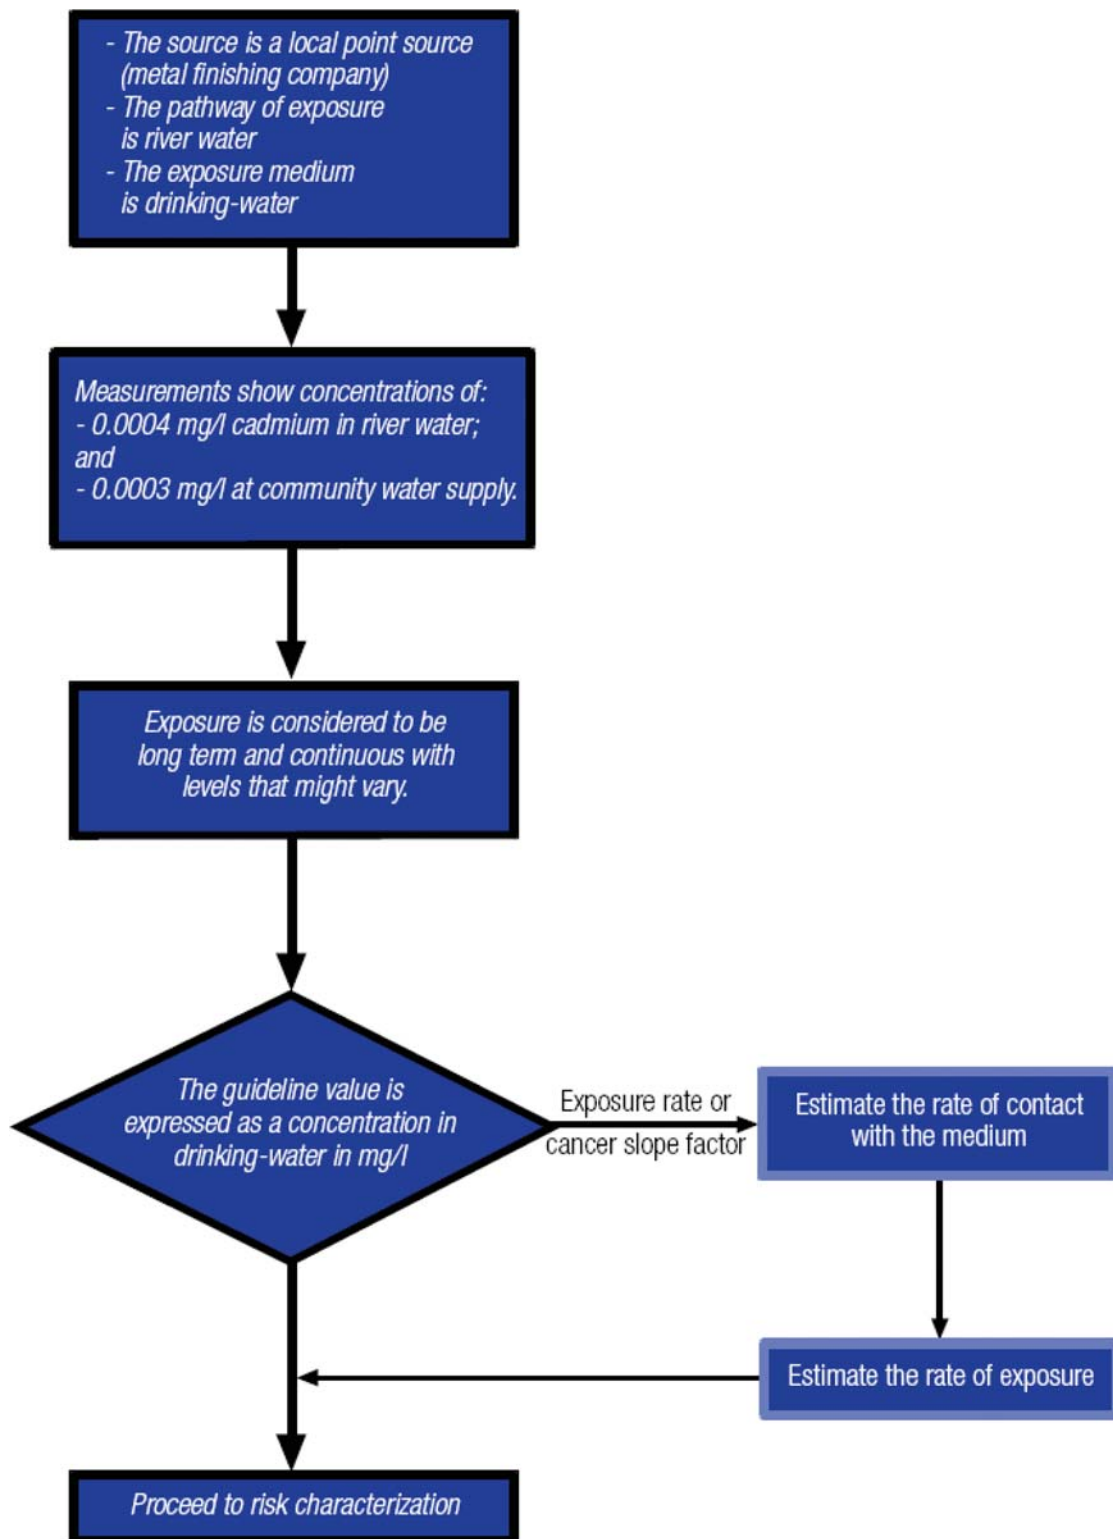 - The source is a local point source
(metal finishing company)
- The pathway of exposure
is river water
- The exposure medium
is drinking-water
Measurements show concentrations of:
- 0.0004 mg/l cadmium in river water;
and
- 0.0003 mg/l at community water supply.
Exposure is considered to be
long term and continuous with
levels that might vary.
The guideline value is
expressed as a concentration in
drinking-water in mg/l
Exposure rate or
cancer slope factor
Estimate the rate of contact
with the medium
Estimate the rate of exposure
Proceed to risk characterization